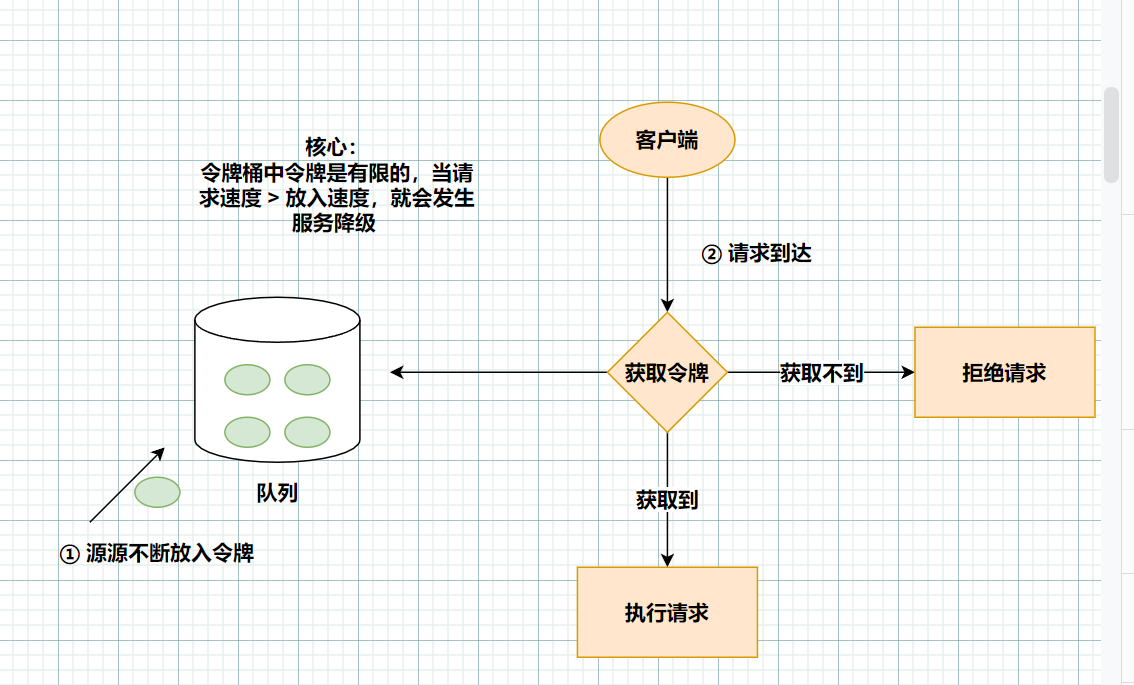 核心：
令牌桶中令牌是有限的，当请
求速度 > 放入速度，就会发生
服务降级
客户端
② 请求到达
获取令牌
获取不到
拒绝请求
队列
获取到
① 源源不断放入令牌
执行请求